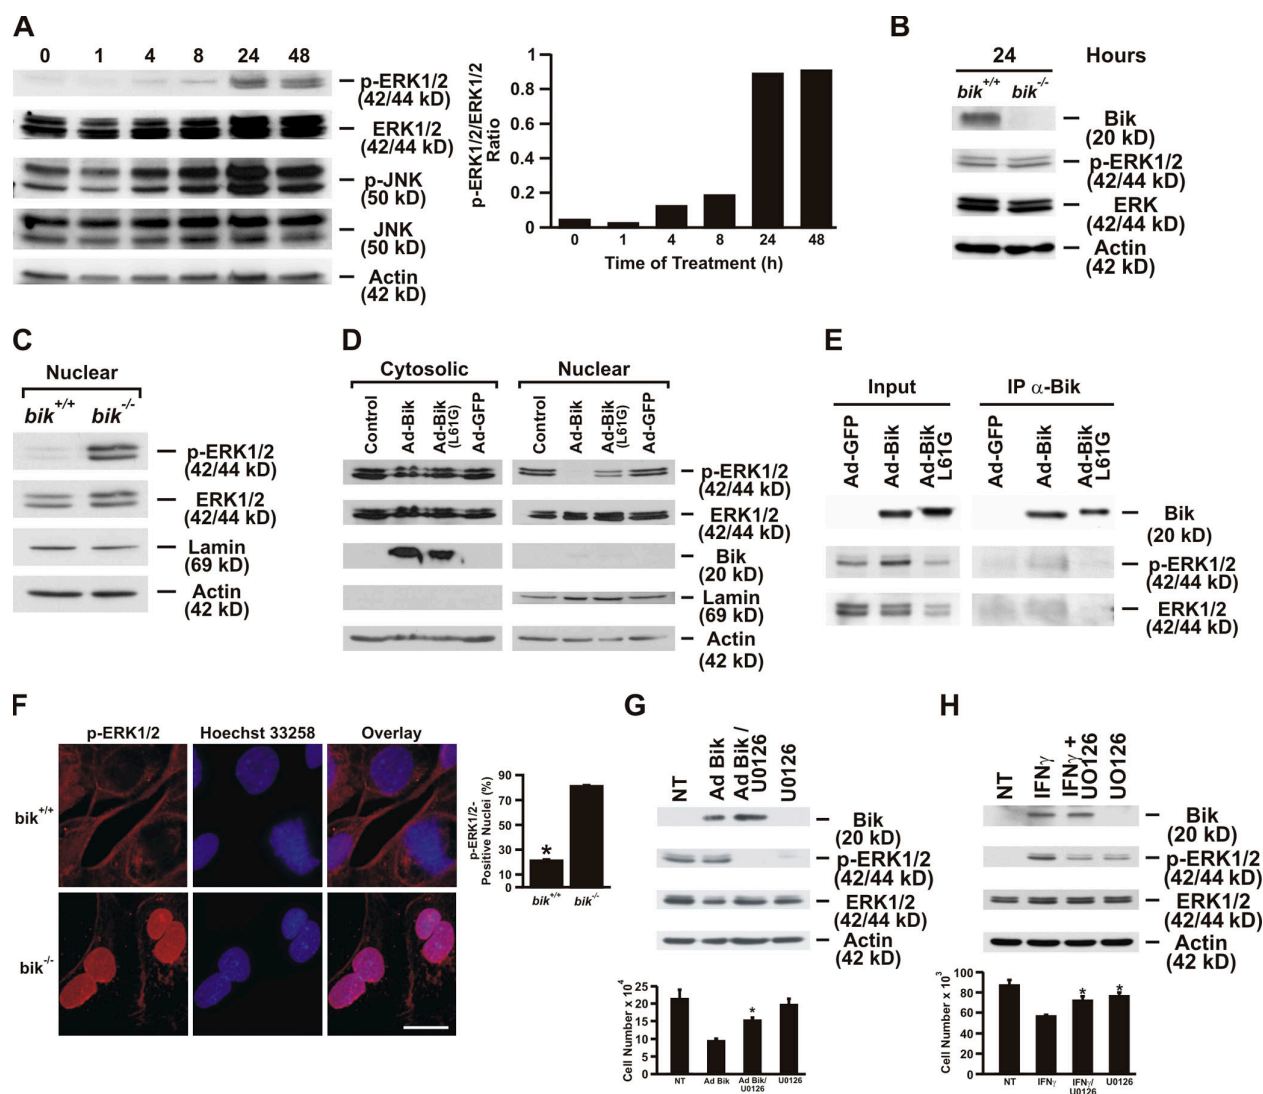 A
0 1 4 8 24 48
p-ERK1/2
(42/44 kD)
ERK1/2
(42/44 kD)
p-JNK
(50 kD)
JNK
(50 kD)
Actin
(42 kD)
p-ERK1/2/ERK1/2
Ratio
1
0.8
0.6
0.4
0.2
0
0 1 4 8 24 48
Time of Treatment (h)
B
24 Hours
bik+/+ bik-/-
Bik
(20 kD)
p-ERK1/2
(42/44 kD)
ERK
(42/44 kD)
Actin
(42 kD)
C
Nuclear
bik+/+ bik-/-
p-ERK1/2
(42/44 kD)
ERK1/2
(42/44 kD)
Lamin
(69 kD)
Actin
(42 kD)
D
Cytosolic Nuclear
Control
Ad-Bik
Ad-Bik
(L61G)
Ad-GFP
Control
Ad-Bik
Ad-Bik
(L61G)
Ad-GFP
p-ERK1/2
(42/44 kD)
ERK1/2
(42/44 kD)
Bik
(20 kD)
Lamin
(69 kD)
Actin
(42 kD)
E
Input IP α-Bik
Ad-GFP
Ad-Bik
Ad-Bik
L61G
Ad-GFP
Ad-Bik
Ad-Bik
L61G
Bik
(20 kD)
p-ERK1/2
(42/44 kD)
ERK1/2
(42/44 kD)
F
p-ERK1/2 Hoechst 33258 Overlay
bik+/+
bik-/-
p-ERK1/2-
Positive Nuclei (%)
90
70
50
30
10
0
*
bik+/+ bik-/-
G
NT
Ad Bik
Ad Bik /
U0126
U0126
Bik
(20 kD)
p-ERK1/2
(42/44 kD)
ERK1/2
(42/44 kD)
Actin
(42 kD)
Cell Number x 10⁴
25
20
15
10
5
0
*
NT Ad Bik Ad Bik/ U0126
U0126
H
NT
IFNγ
IFNγ +
UO126
UO126
Bik
(20 kD)
p-ERK1/2
(42/44 kD)
ERK1/2
(42/44 kD)
Actin
(42 kD)
Cell Number x 10³
100
80
60
40
20
0
* *
NT IFNγ IFNγ/ U0126
U0126